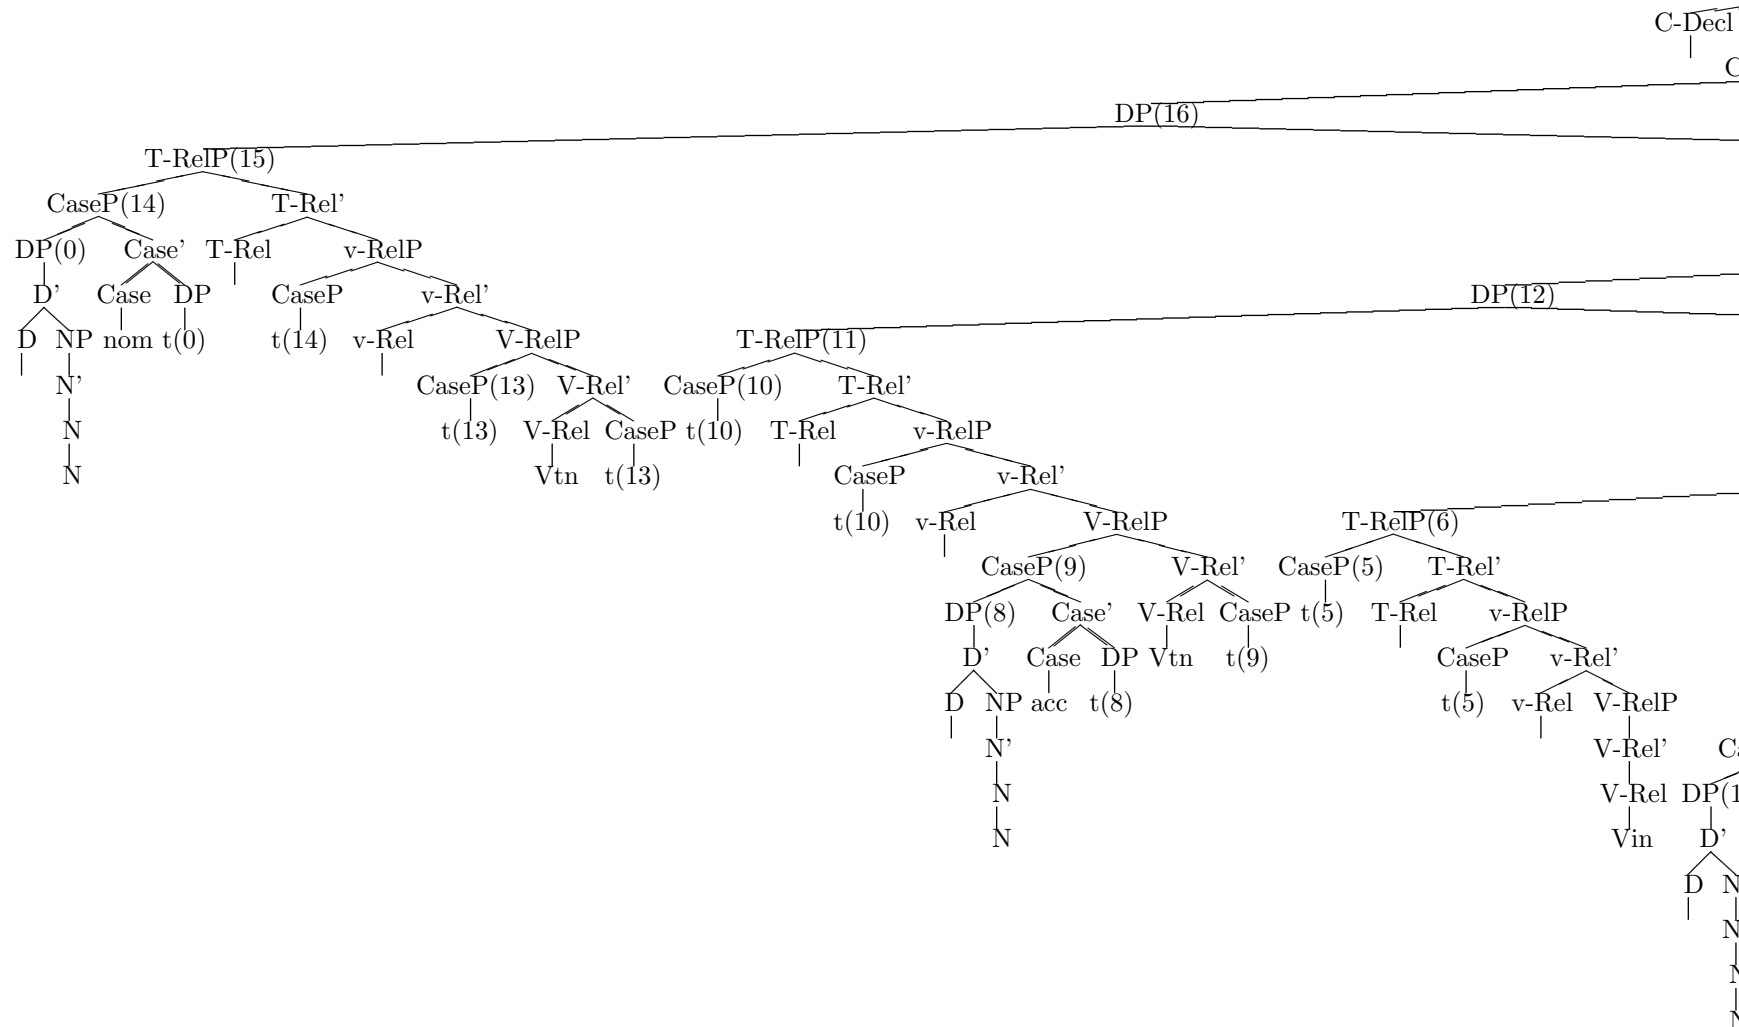 C-Decl
C
DP(16)
T-RelP(15)
CaseP(14) T-Rel'
DP(0) Case' T-Rel v-RelP
D' Case DP CaseP v-Rel' DP(12)
D NP nom t(0) t(14) v-Rel V-RelP T-RelP(11)
N' CaseP(13) V-Rel' CaseP(10) T-Rel'
N t(13) V-Rel CaseP t(10) T-Rel v-RelP
N Vtn t(13) CaseP v-Rel'
t(10) v-Rel V-RelP T-RelP(6)
CaseP(9) V-Rel' CaseP(5) T-Rel'
DP(8) Case' V-Rel CaseP t(5) T-Rel v-RelP
D' Case DP Vtn t(9) CaseP v-Rel'
D NP acc t(8) t(5) v-Rel V-RelP
N' V-Rel' Ca
N V-Rel DP(1
N Vin D'
D N
N
N
N